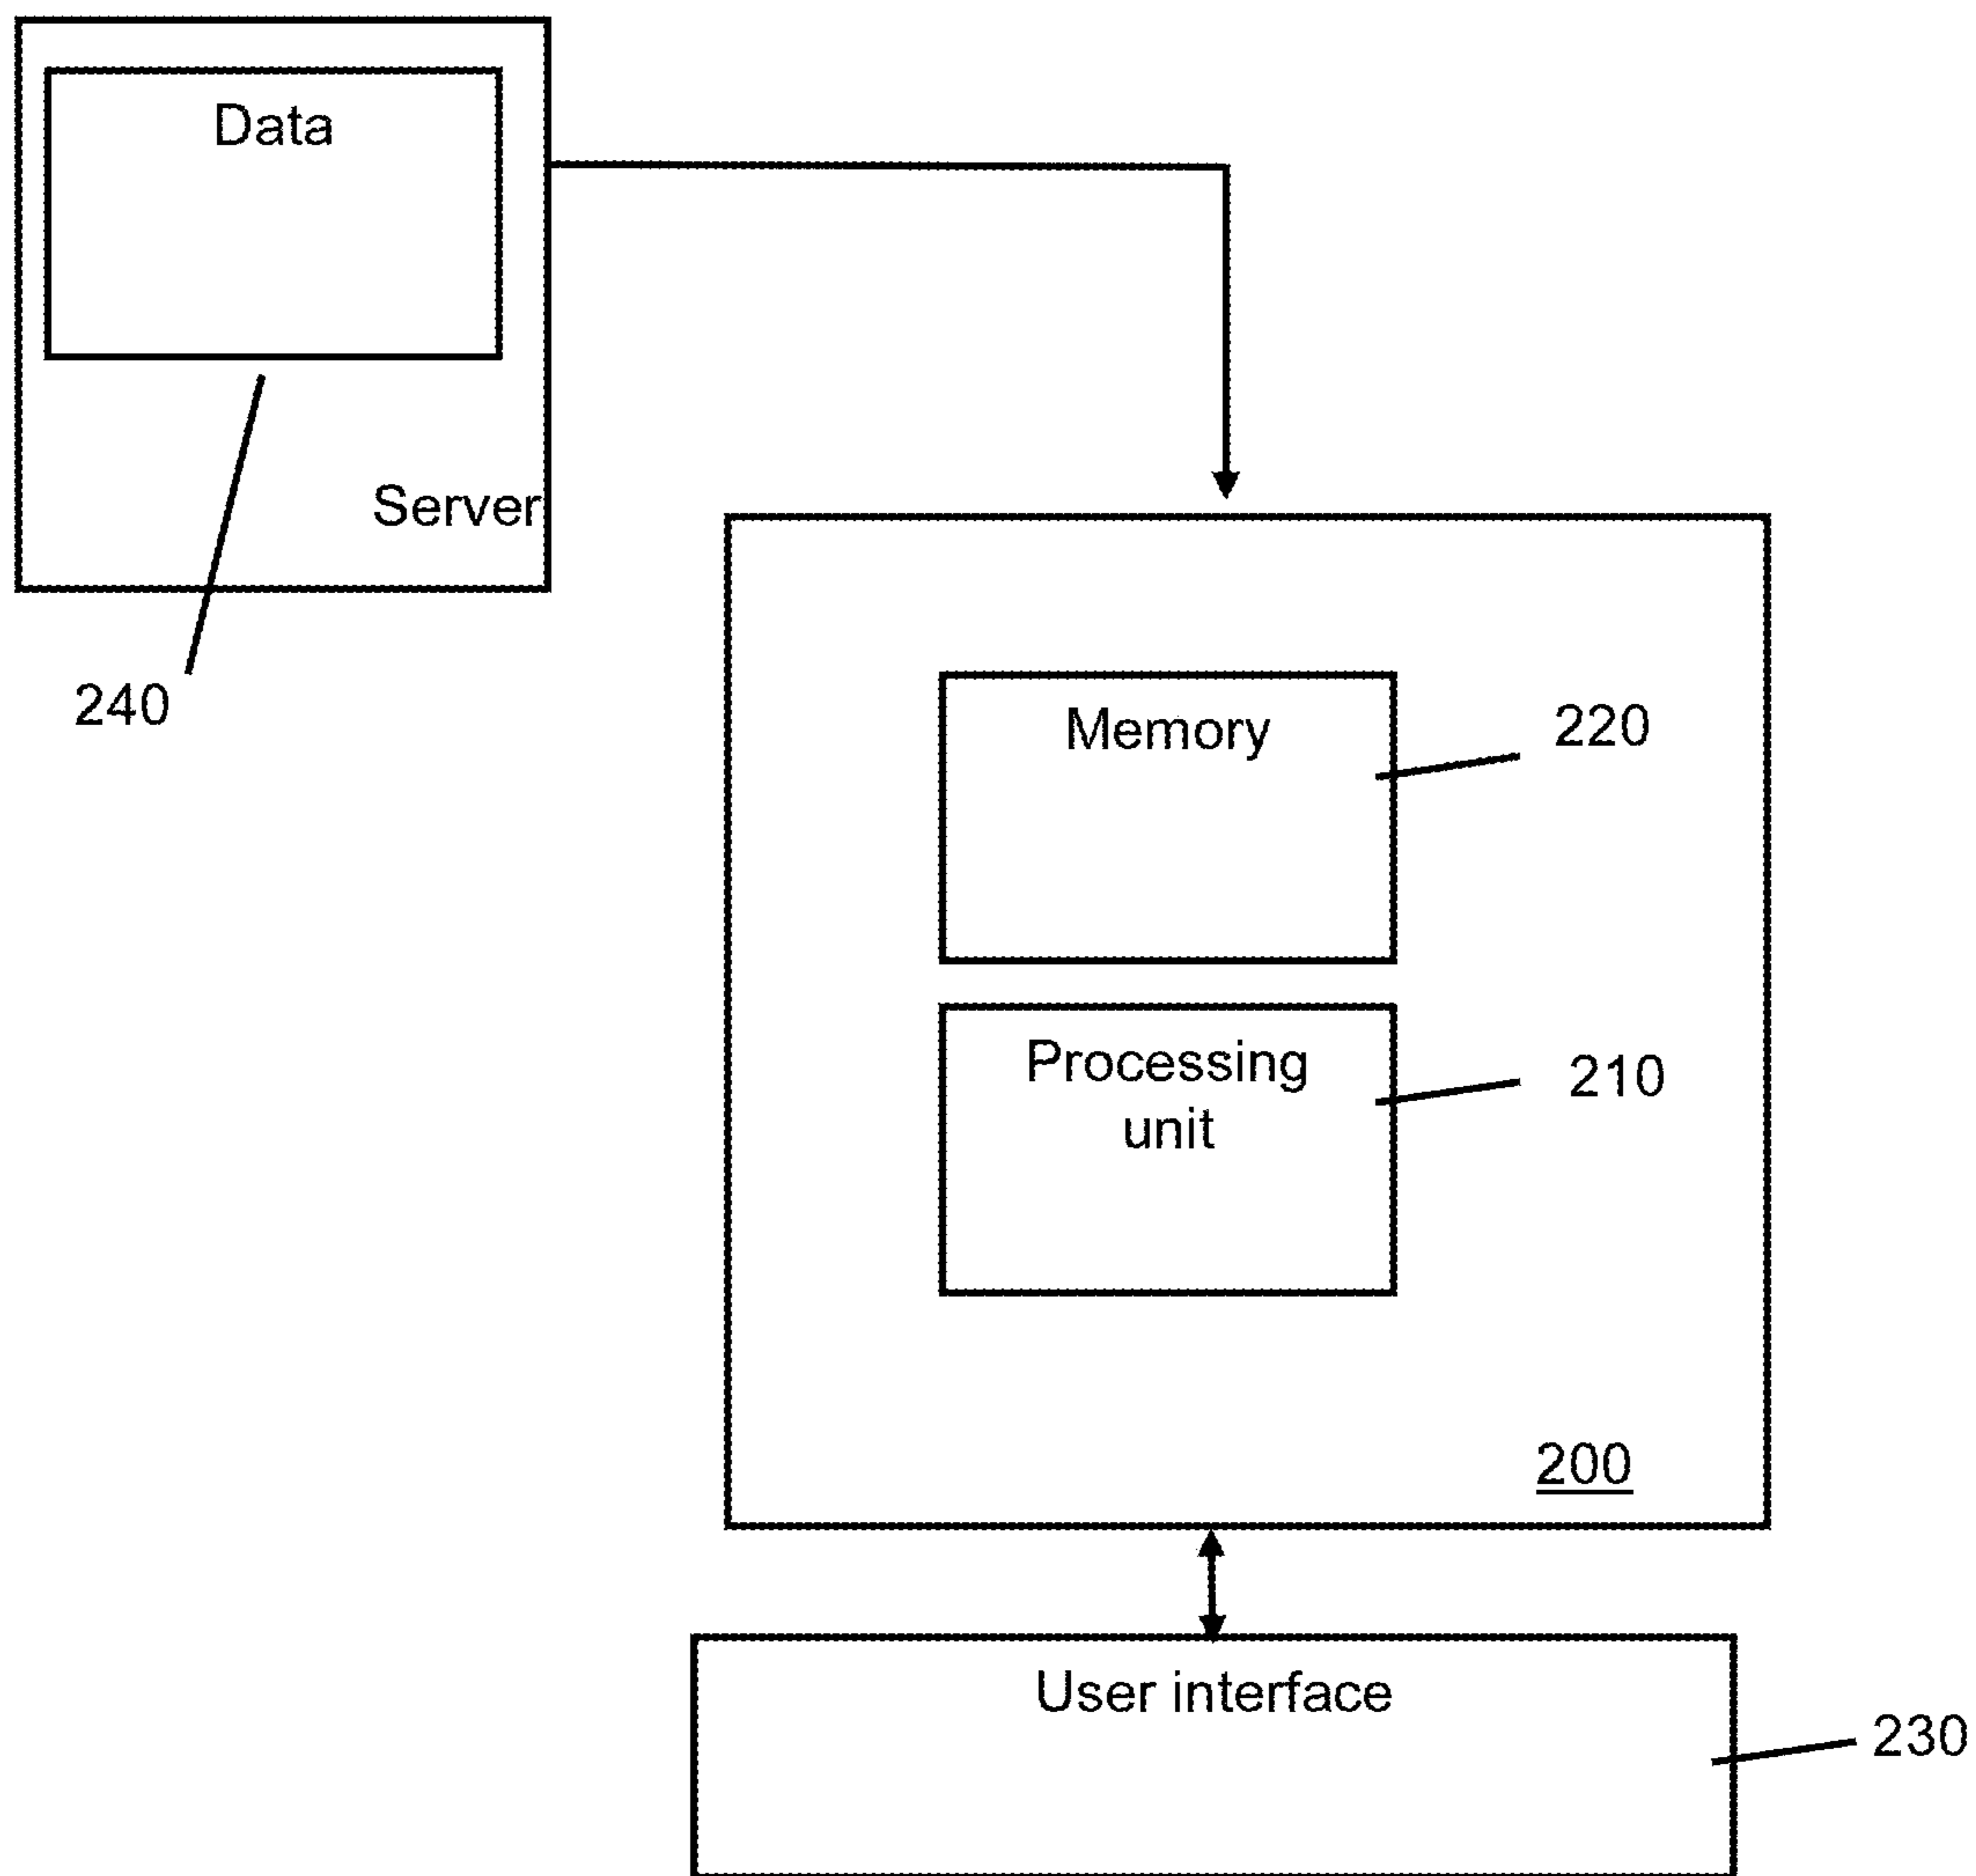 Data
Server
240
Memory
220
Processing
unit
210
200
User interface
230